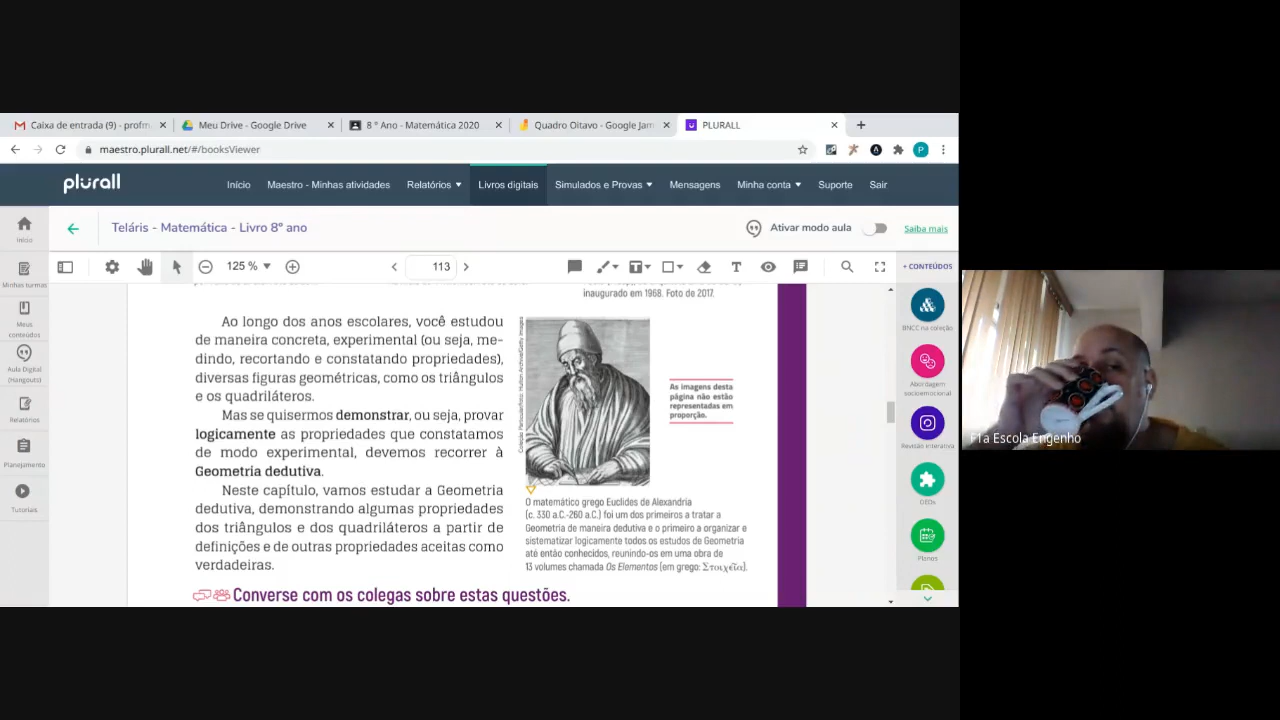 Caixa de entrada (9) - profm
Meu Drive - Google Drive
8 º Ano - Matemática 2020
Quadro Oitavo - Google Jam
PLURALL
maestro.plurall.net/#/booksViewer
P
plurall
Início
Maestro - Minhas atividades
Relatórios
Livros digitais
Simulados e Provas
Mensagens
Minha conta
Suporte
Sair
Teláris - Matemática - Livro 8º ano
Ativar modo aula
Saiba mais
125 %
113
+ CONTEÚDOS
Início
Minhas turmas
Meus
conteúdos
Aula Digital
(Hangouts)
Relatórios
Planejamento
Tutoriais
inaugurado em 1968. Foto de 2017.
Ao longo dos anos escolares, você estudou
de maneira concreta, experimental (ou seja, me-
dindo, recortando e constatando propriedades),
diversas figuras geométricas, como os triângulos
e os quadriláteros.
Mas se quisermos demonstrar, ou seja, provar
logicamente as propriedades que constatamos
de modo experimental, devemos recorrer à
Geometria dedutiva.
Neste capítulo, vamos estudar a Geometria
dedutiva, demonstrando algumas propriedades
dos triângulos e dos quadriláteros a partir de
definições e de outras propriedades aceitas como
verdadeiras.
As imagens desta
página não estão
representadas em
proporção.
O matemático grego Euclides de Alexandria
(c. 330 a.C.-260 a.C.) foi um dos primeiros a tratar a
Geometria de maneira dedutiva e o primeiro a organizar e
sistematizar logicamente todos os estudos de Geometria
até então conhecidos, reunindo-os em uma obra de
13 volumes chamada Os Elementos (em grego: Στοιχεῖα).
Converse com os colegas sobre estas questões.
BNCC na coleção
Abordagem
socioemocional
Revisão interativa
OEDs
Planos
F1a Escola Engenho